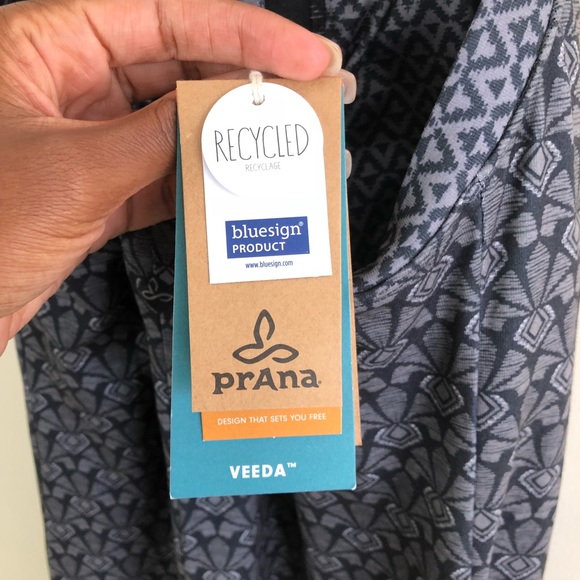 RECYCLED
RECYCLAGE
bluesign®
PRODUCT
www.bluesign.com
prAna
DESIGN THAT SETS YOU FREE
VEEDA™